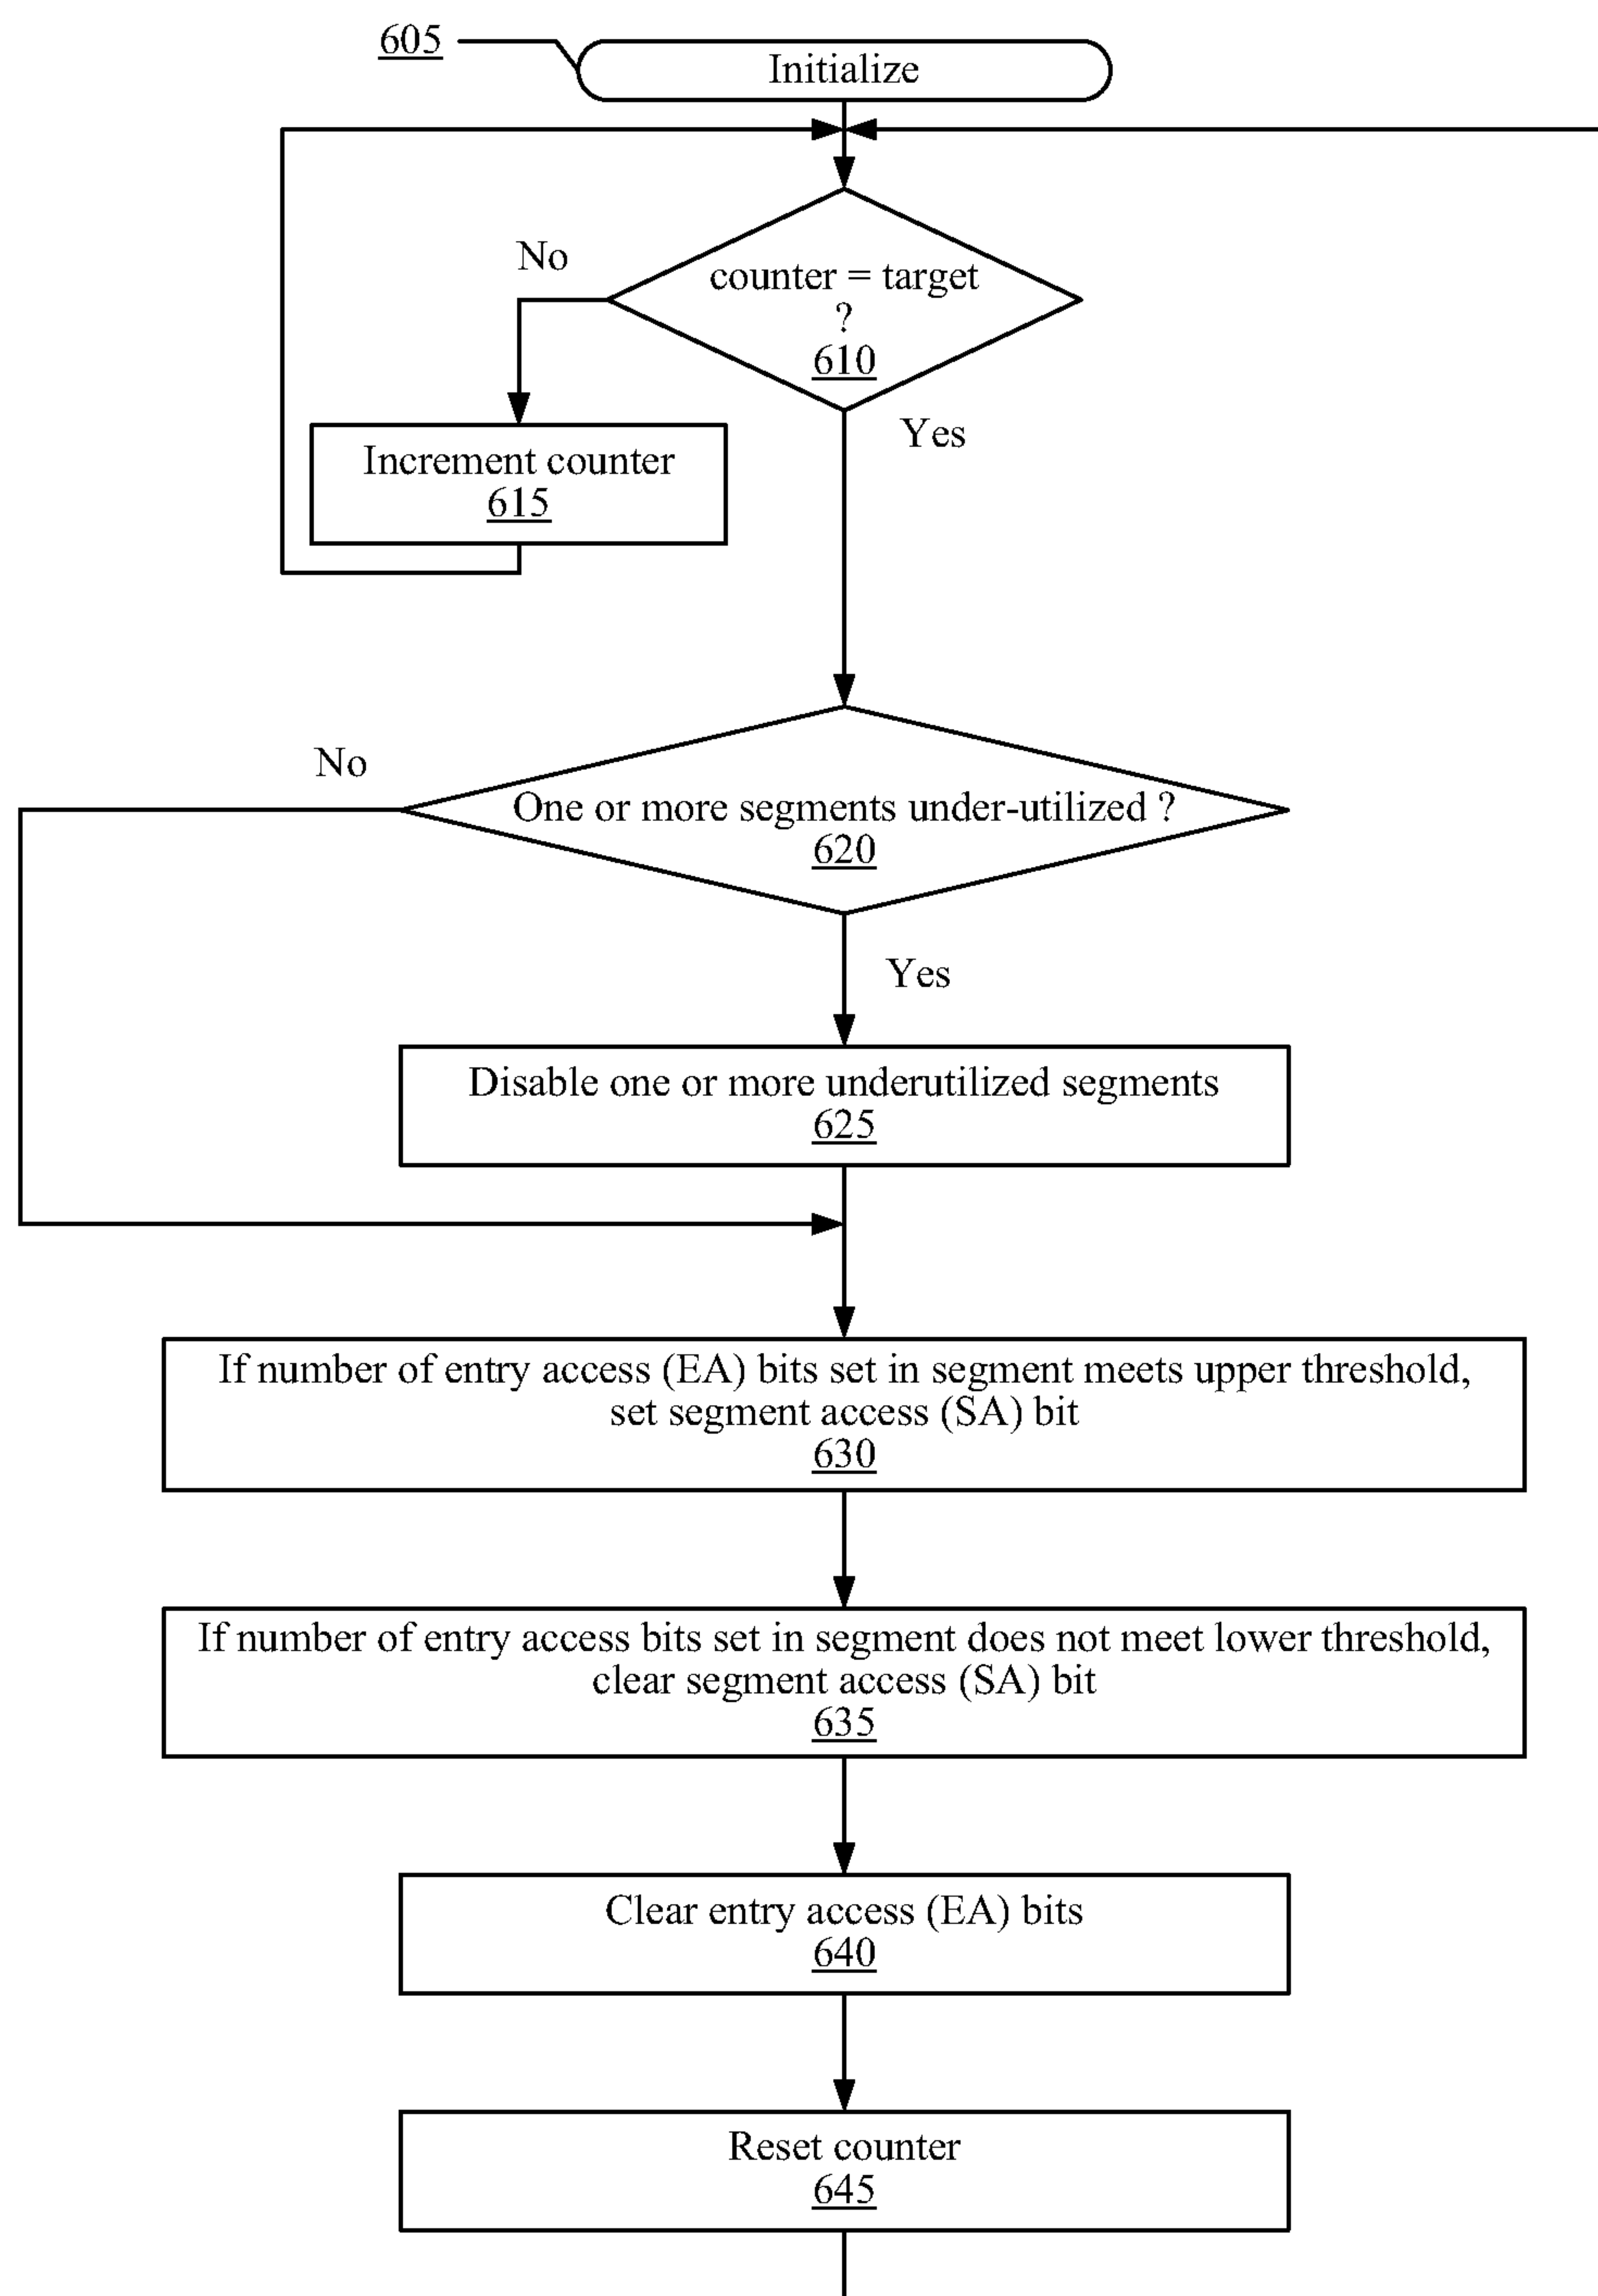 605
Initialize
No
counter = target
?
610
Yes
Increment counter
615
No
One or more segments under-utilized ?
620
Yes
Disable one or more underutilized segments
625
If number of entry access (EA) bits set in segment meets upper threshold,
set segment access (SA) bit
630
If number of entry access bits set in segment does not meet lower threshold,
clear segment access (SA) bit
635
Clear entry access (EA) bits
640
Reset counter
645